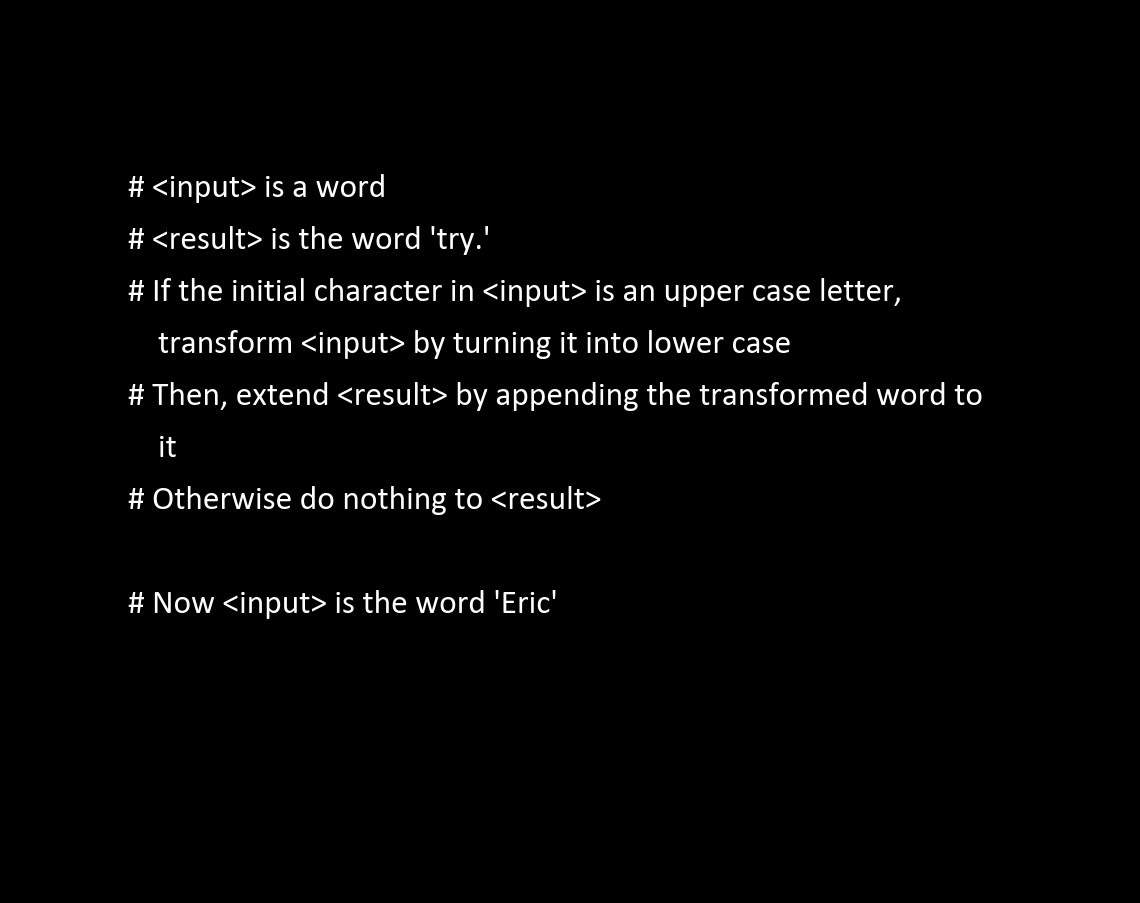 # <input> is a word
# <result> is the word 'try.'
# If the initial character in <input> is an upper case letter,
transform <input> by turning it into lower case
# Then, extend <result> by appending the transformed word to
it
# Otherwise do nothing to <result>
# Now <input> is the word 'Eric'